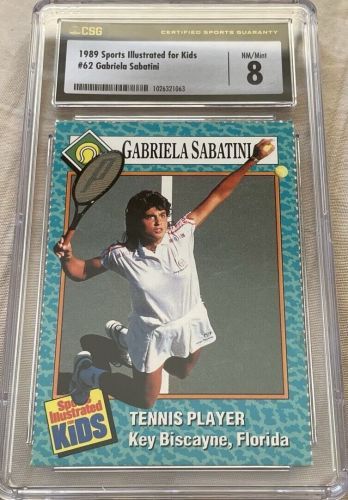 CSG
CERTIFIED SPORTS GUARANTY
1989 Sports Illustrated for Kids
#62 Gabriela Sabatini
1026321063
NM/Mint
8
GABRIELA SABATINI
Sports
Illustrated
FOR
KIDS
TENNIS PLAYER
Key Biscayne, Florida